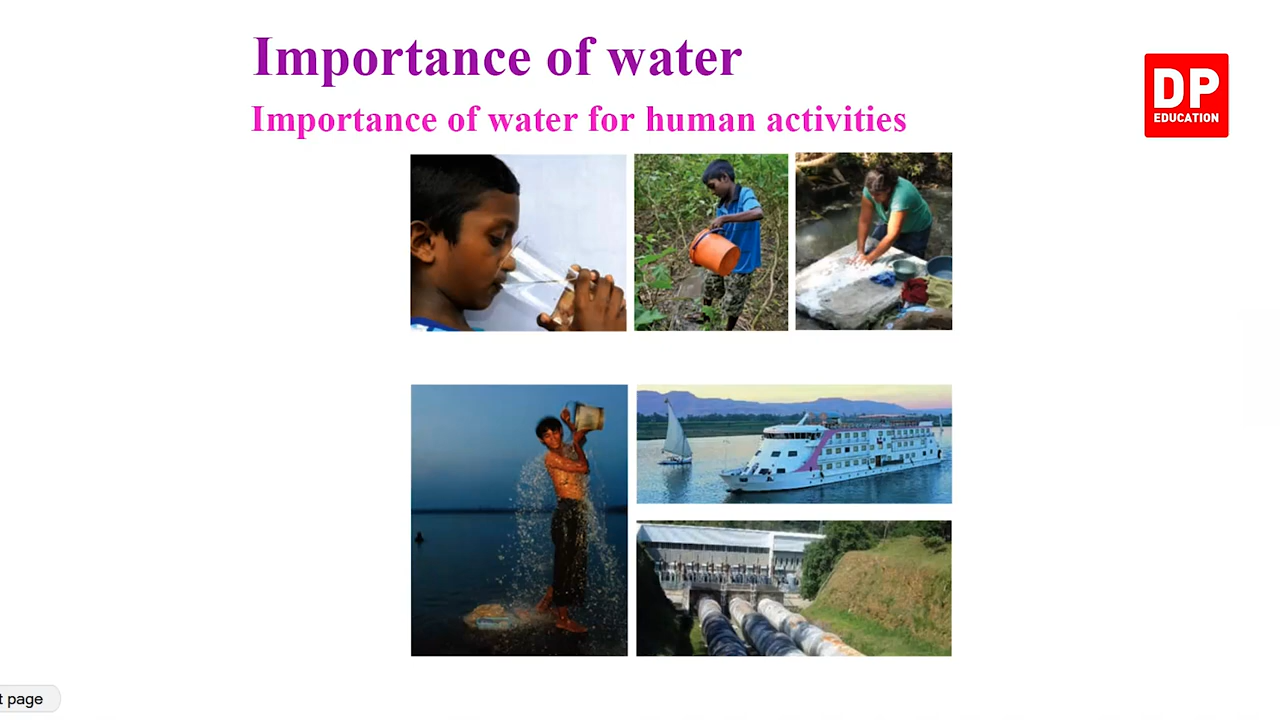 Importance of water
Importance of water for human activities
DP
EDUCATION
t page